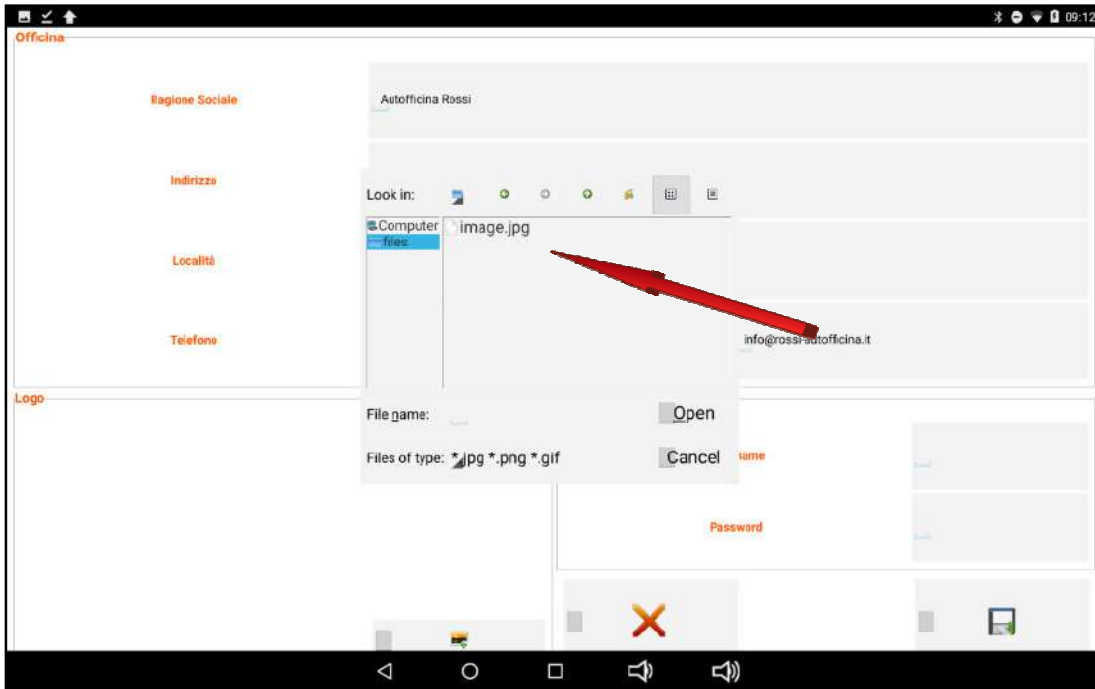 09:12
Officina
Ragione Sociale
Autofficina Rossi
Indirizzo
Look in:
Computer
image.jpg
files
Località
Telefono
info@rossi-autofficina.it
Logo
File name:
Open
Files of type: *.jpg *.png *.gif
Cancel
Password